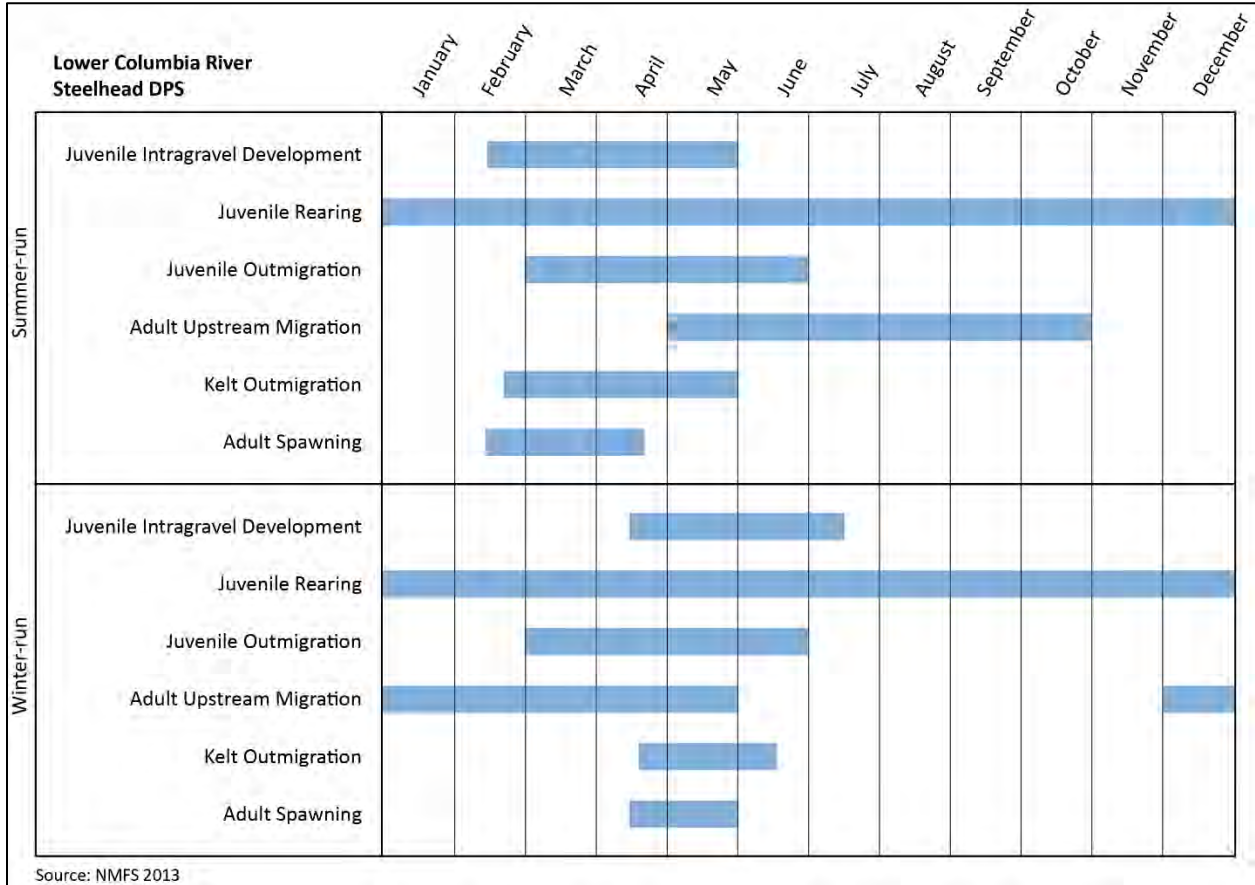 Lower Columbia River
Steelhead DPS
January
February
March
April
May
June
July
August
September
October
November
December
Summer-run
Juvenile Intragravel Development
Juvenile Rearing
Juvenile Outmigration
Adult Upstream Migration
Kelt Outmigration
Adult Spawning
Winter-run
Juvenile Intragravel Development
Juvenile Rearing
Juvenile Outmigration
Adult Upstream Migration
Kelt Outmigration
Adult Spawning
Source: NMFS 2013